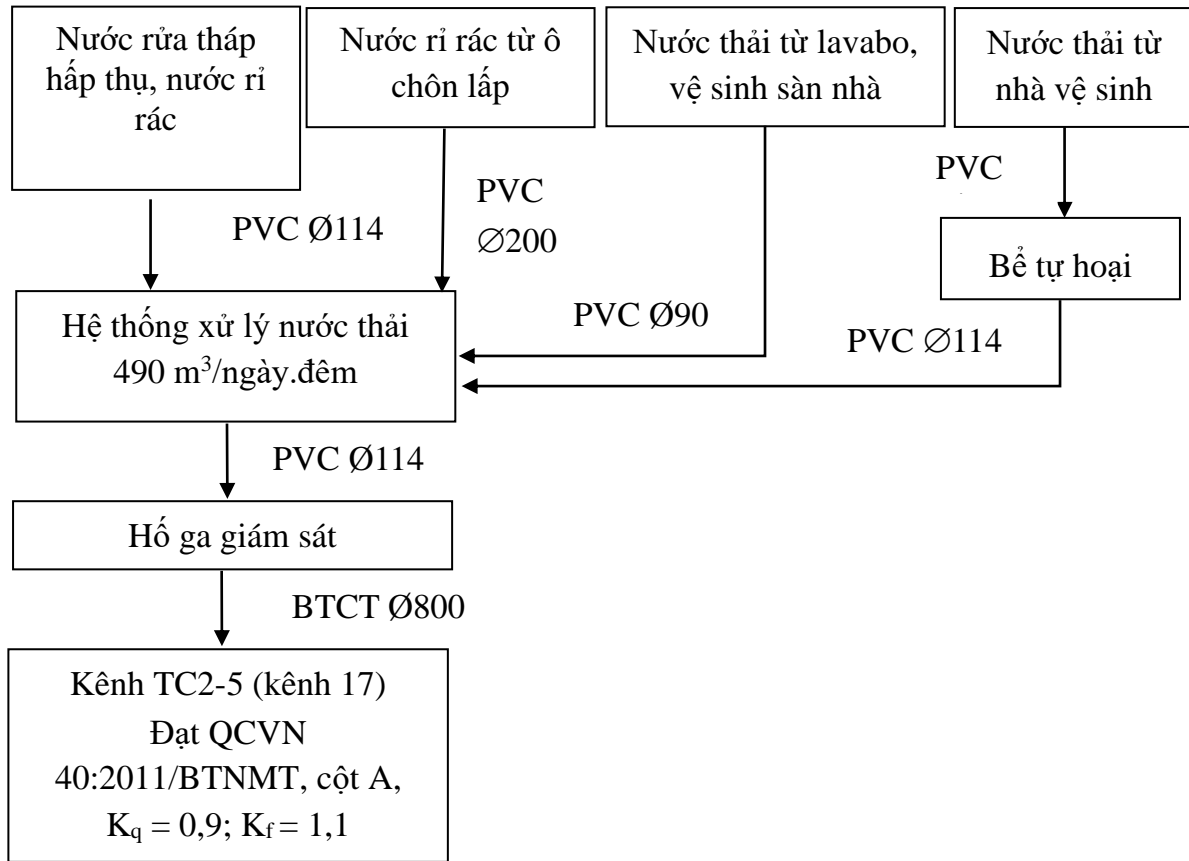 Nước rửa tháp
hấp thụ, nước rỉ
rác
Nước rỉ rác từ ô
chôn lấp
Nước thải từ lavabo,
vệ sinh sàn nhà
Nước thải từ
nhà vệ sinh
PVC Ø114
PVC
∅200
PVC Ø90
PVC
Bể tự hoại
PVC ∅114
Hệ thống xử lý nước thải
490 m³/ngày.đêm
PVC Ø114
Hố ga giám sát
BTCT Ø800
Kênh TC2-5 (kênh 17)
Đạt QCVN
40:2011/BTNMT, cột A,
Kq = 0,9; Kf = 1,1